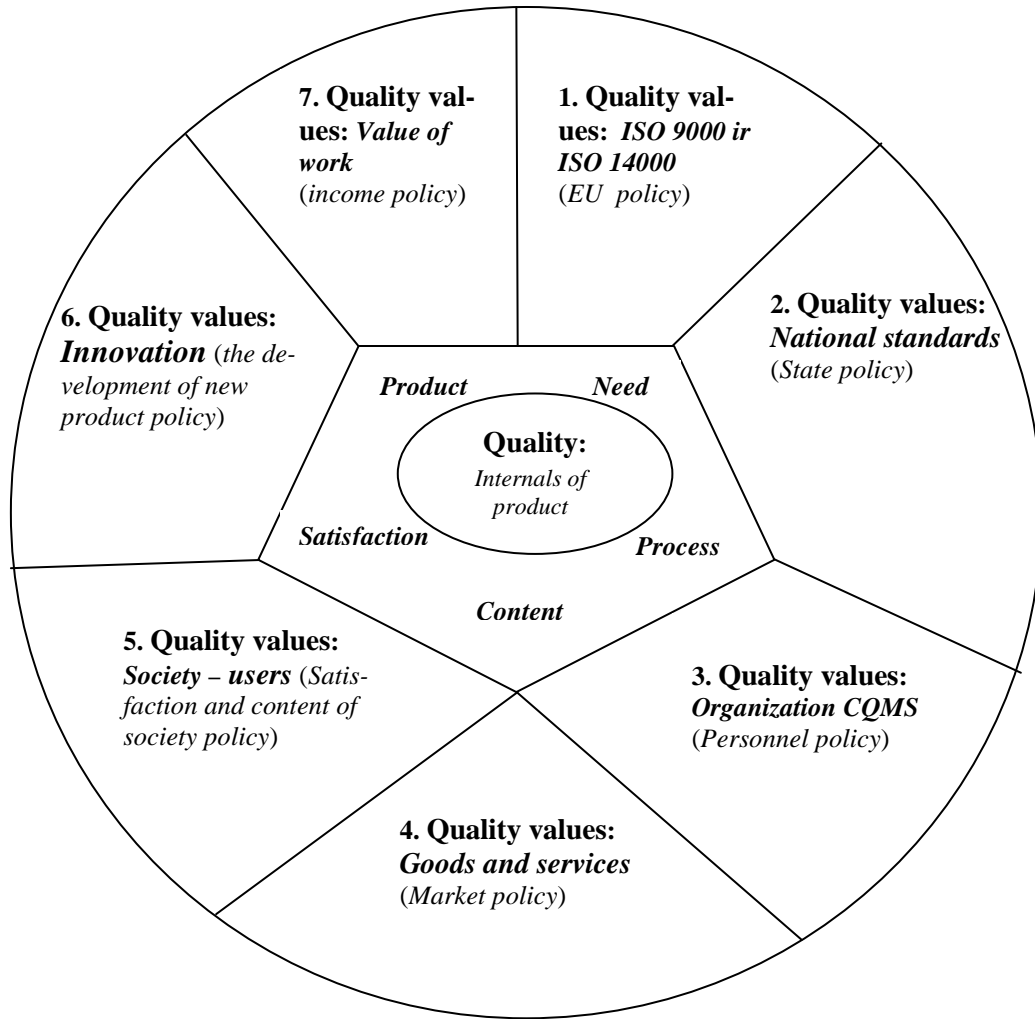 7. Quality val-
ues: Value of
work
(income policy)
1. Quality val-
ues: ISO 9000 ir
ISO 14000
(EU policy)
2. Quality values:
National standards
(State policy)
6. Quality values:
Innovation (the de-
velopment of new
product policy)
Product
Need
Quality:
Internals of
product
Satisfaction
Process
Content
5. Quality values:
Society – users (Satis-
faction and content of
society policy)
3. Quality values:
Organization CQMS
(Personnel policy)
4. Quality values:
Goods and services
(Market policy)